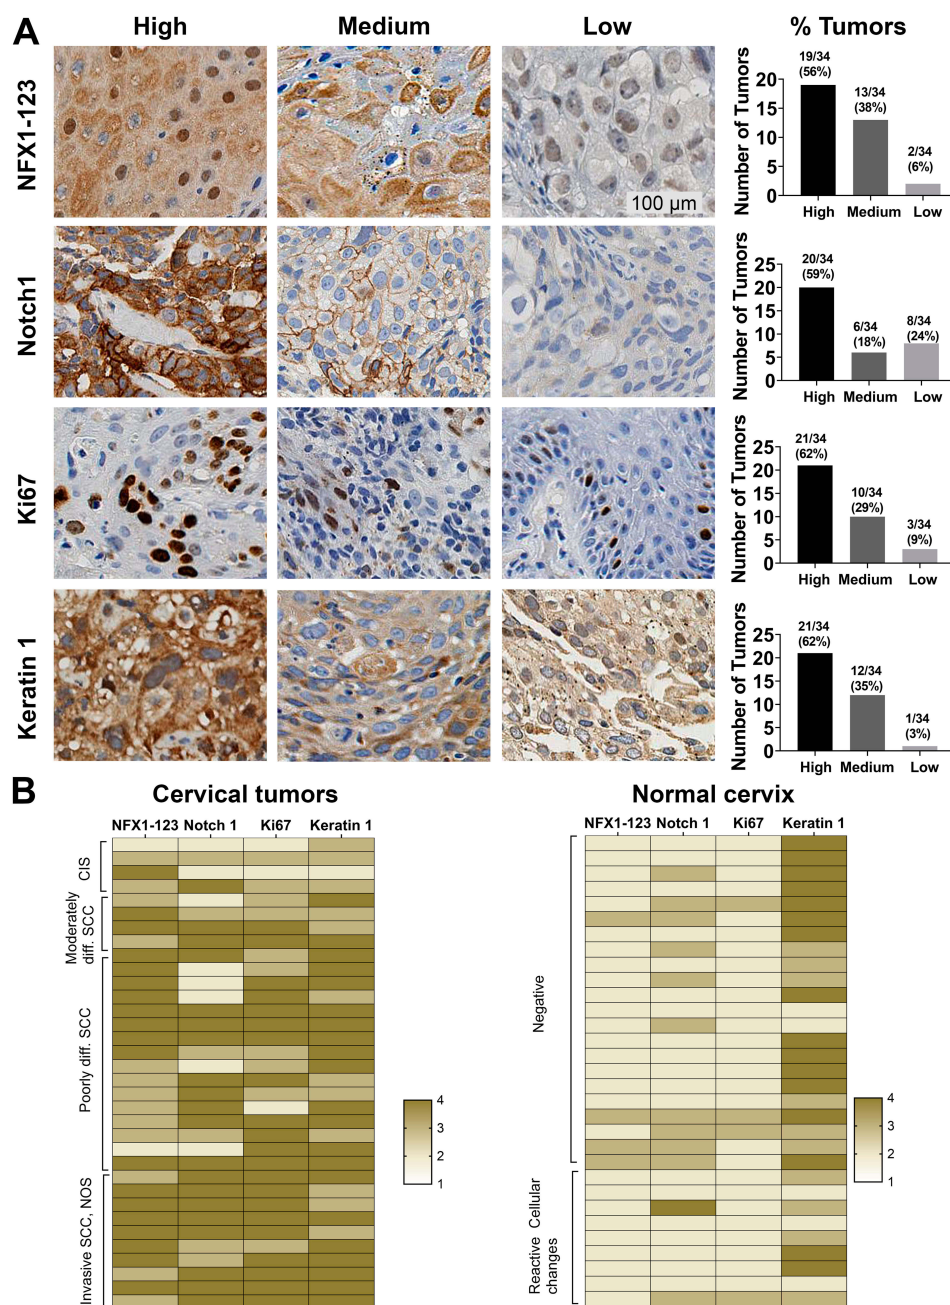 A
High
Medium
Low
% Tumors
NFX1-123
100 µm
Number of Tumors
20
15
10
5
0
19/34
(56%)
13/34
(38%)
2/34
(6%)
High
Medium
Low
Notch1
Number of Tumors
25
20
15
10
5
0
20/34
(59%)
6/34
(18%)
8/34
(24%)
High
Medium
Low
Ki67
Number of Tumors
25
20
15
10
5
0
21/34
(62%)
10/34
(29%)
3/34
(9%)
High
Medium
Low
Keratin 1
Number of Tumors
25
20
15
10
5
0
21/34
(62%)
12/34
(35%)
1/34
(3%)
High
Medium
Low
B
Cervical tumors
NFX1-123
Notch 1
Ki67
Keratin 1
CIS
Moderately
diff. SCC
Poorly diff. SCC
Invasive SCC, NOS
4
3
2
1
Normal cervix
NFX1-123
Notch 1
Ki67
Keratin 1
Negative
Reactive Cellular
changes
4
3
2
1